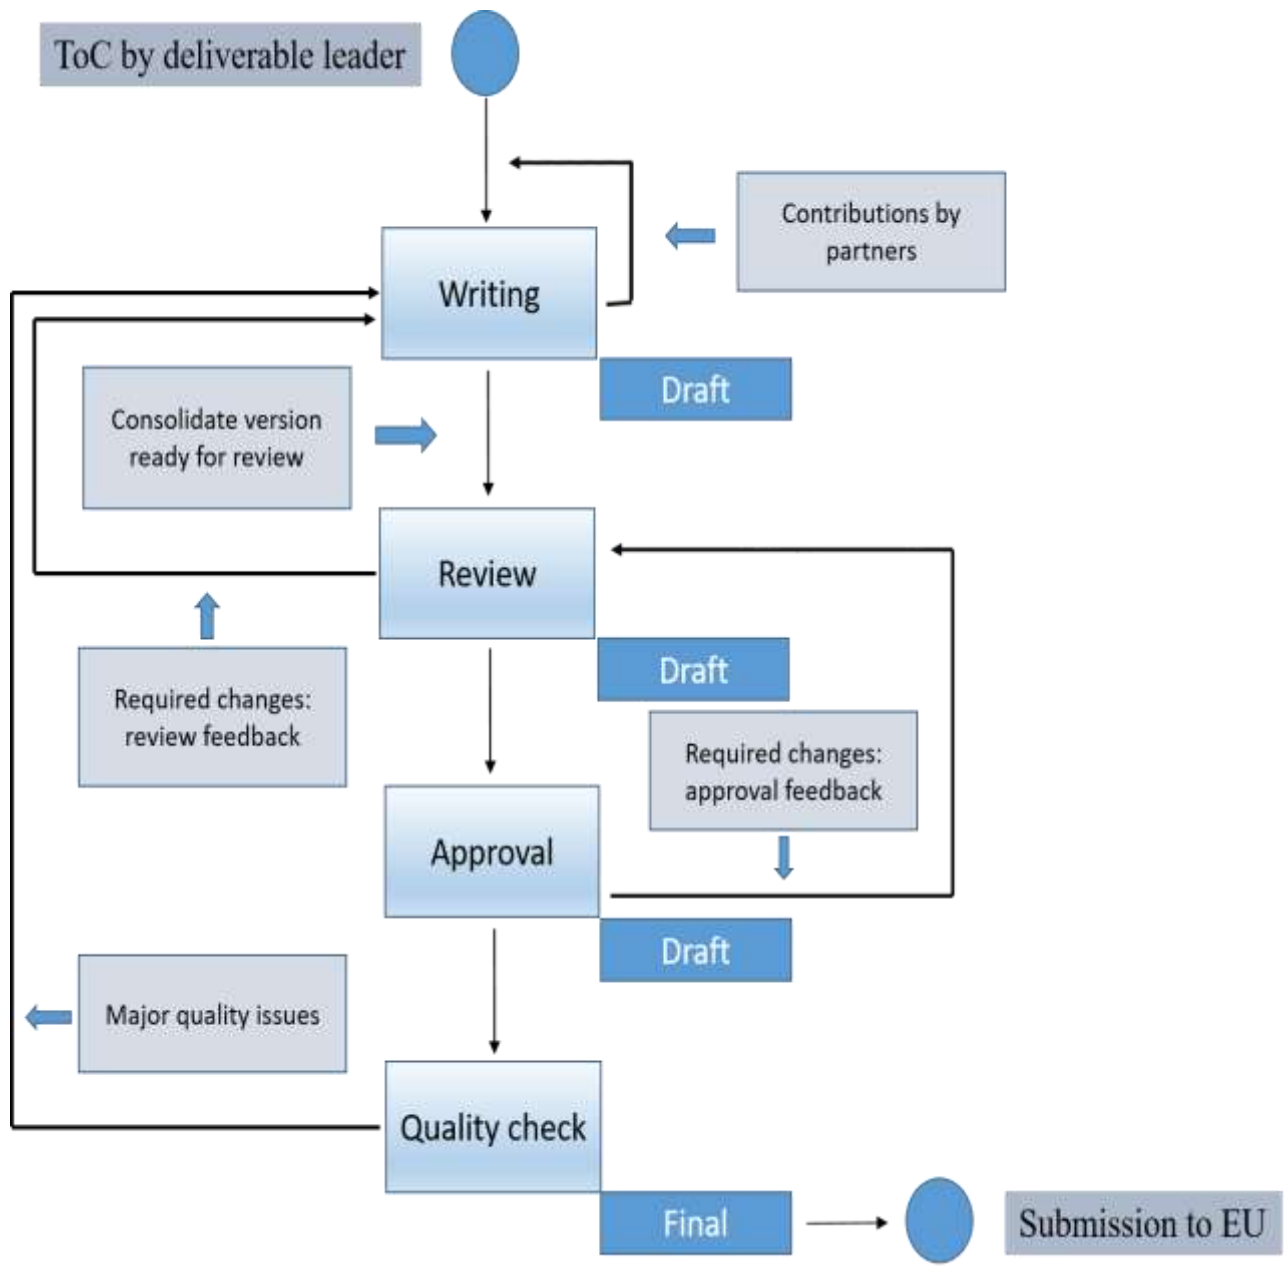 ToC by deliverable leader
Contributions by
partners
Writing
Draft
Consolidate version
ready for review
Review
Draft
Required changes:
review feedback
Required changes:
approval feedback
Approval
Draft
Major quality issues
Quality check
Final
Submission to EU